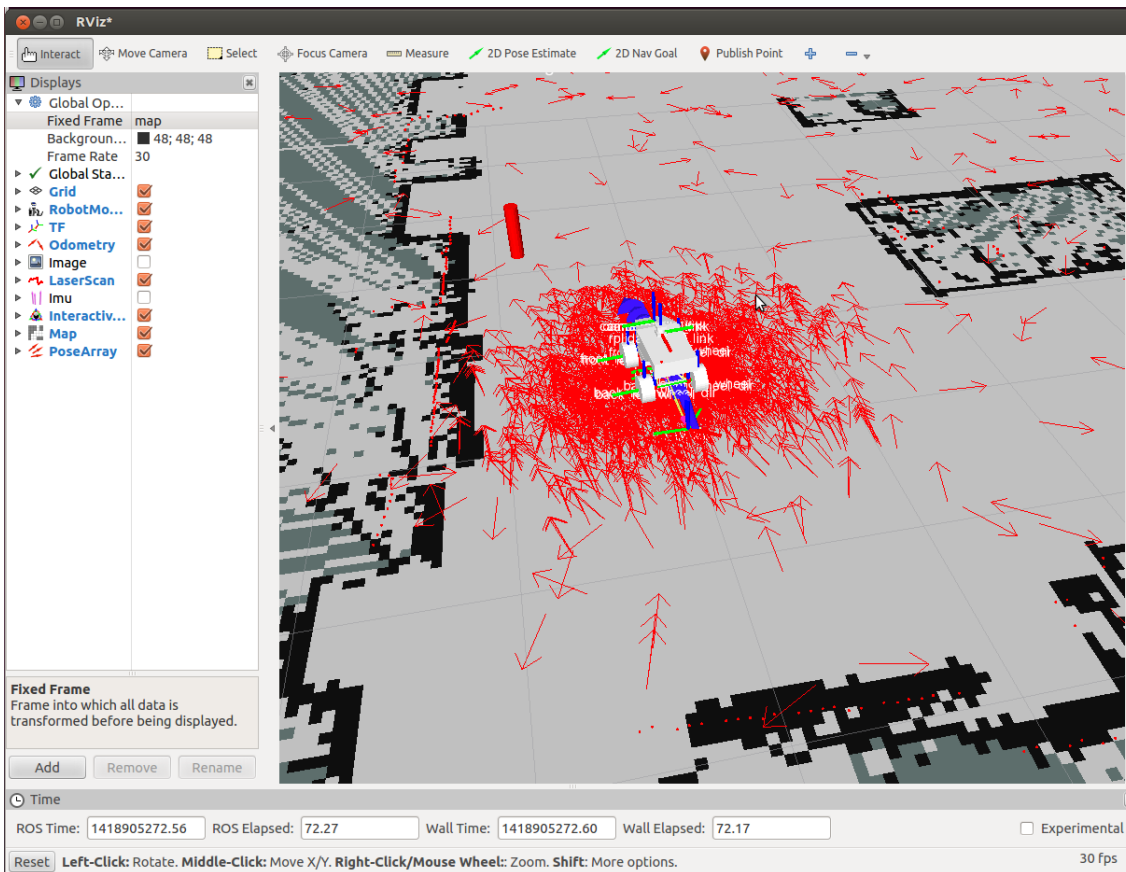 RViz*
Interact Move Camera Select Focus Camera Measure 2D Pose Estimate 2D Nav Goal Publish Point
Displays
Global Op...
Fixed Frame map
Backgroun... 48; 48; 48
Frame Rate 30
Global Sta...
Grid
RobotMo...
TF
Odometry
Image
LaserScan
Imu
Interactiv...
Map
PoseArray
link
wheel
wheel
Fixed Frame
Frame into which all data is
transformed before being displayed.
Add Remove Rename
Time
ROS Time: 1418905272.56 ROS Elapsed: 72.27 Wall Time: 1418905272.60 Wall Elapsed: 72.17 Experimental
Reset Left-Click: Rotate. Middle-Click: Move X/Y. Right-Click/Mouse Wheel:: Zoom. Shift: More options. 30 fps